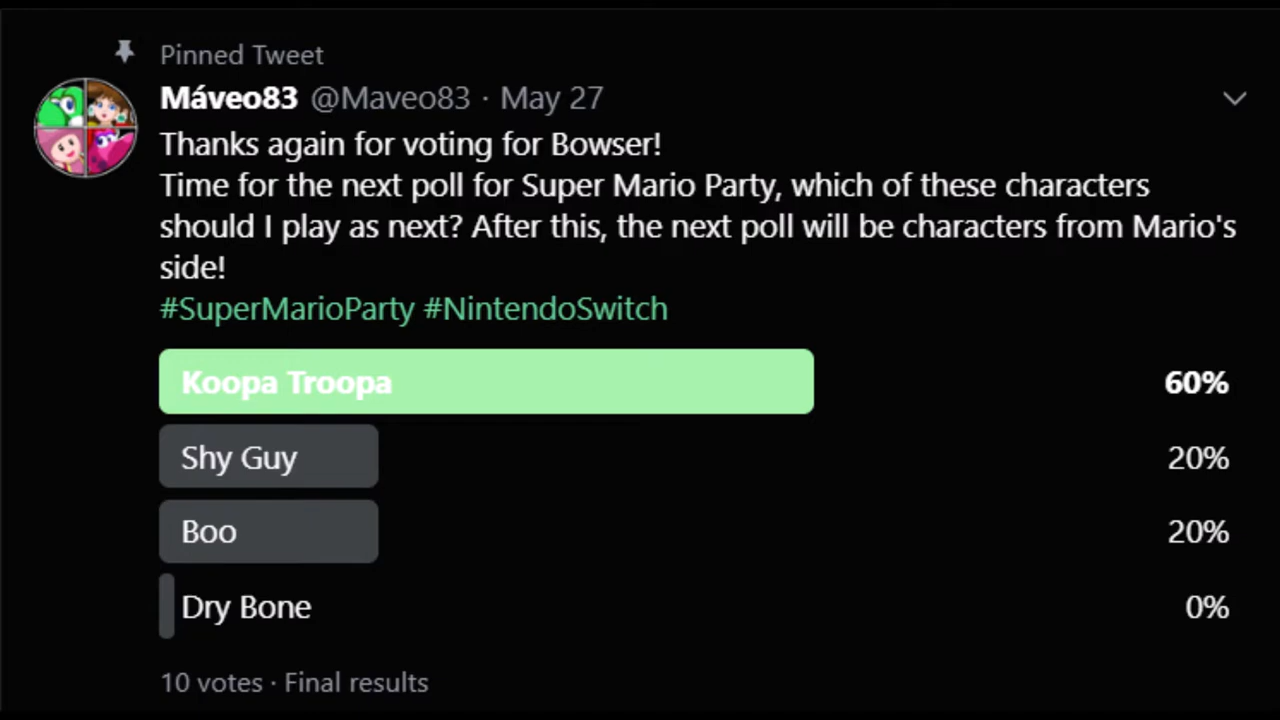 Pinned Tweet
Máveo83 @Maveo83 · May 27
Thanks again for voting for Bowser!
Time for the next poll for Super Mario Party, which of these characters
should I play as next? After this, the next poll will be characters from Mario's
side!
#SuperMarioParty #NintendoSwitch
Koopa Troopa 60%
Shy Guy 20%
Boo 20%
Dry Bone 0%
10 votes · Final results